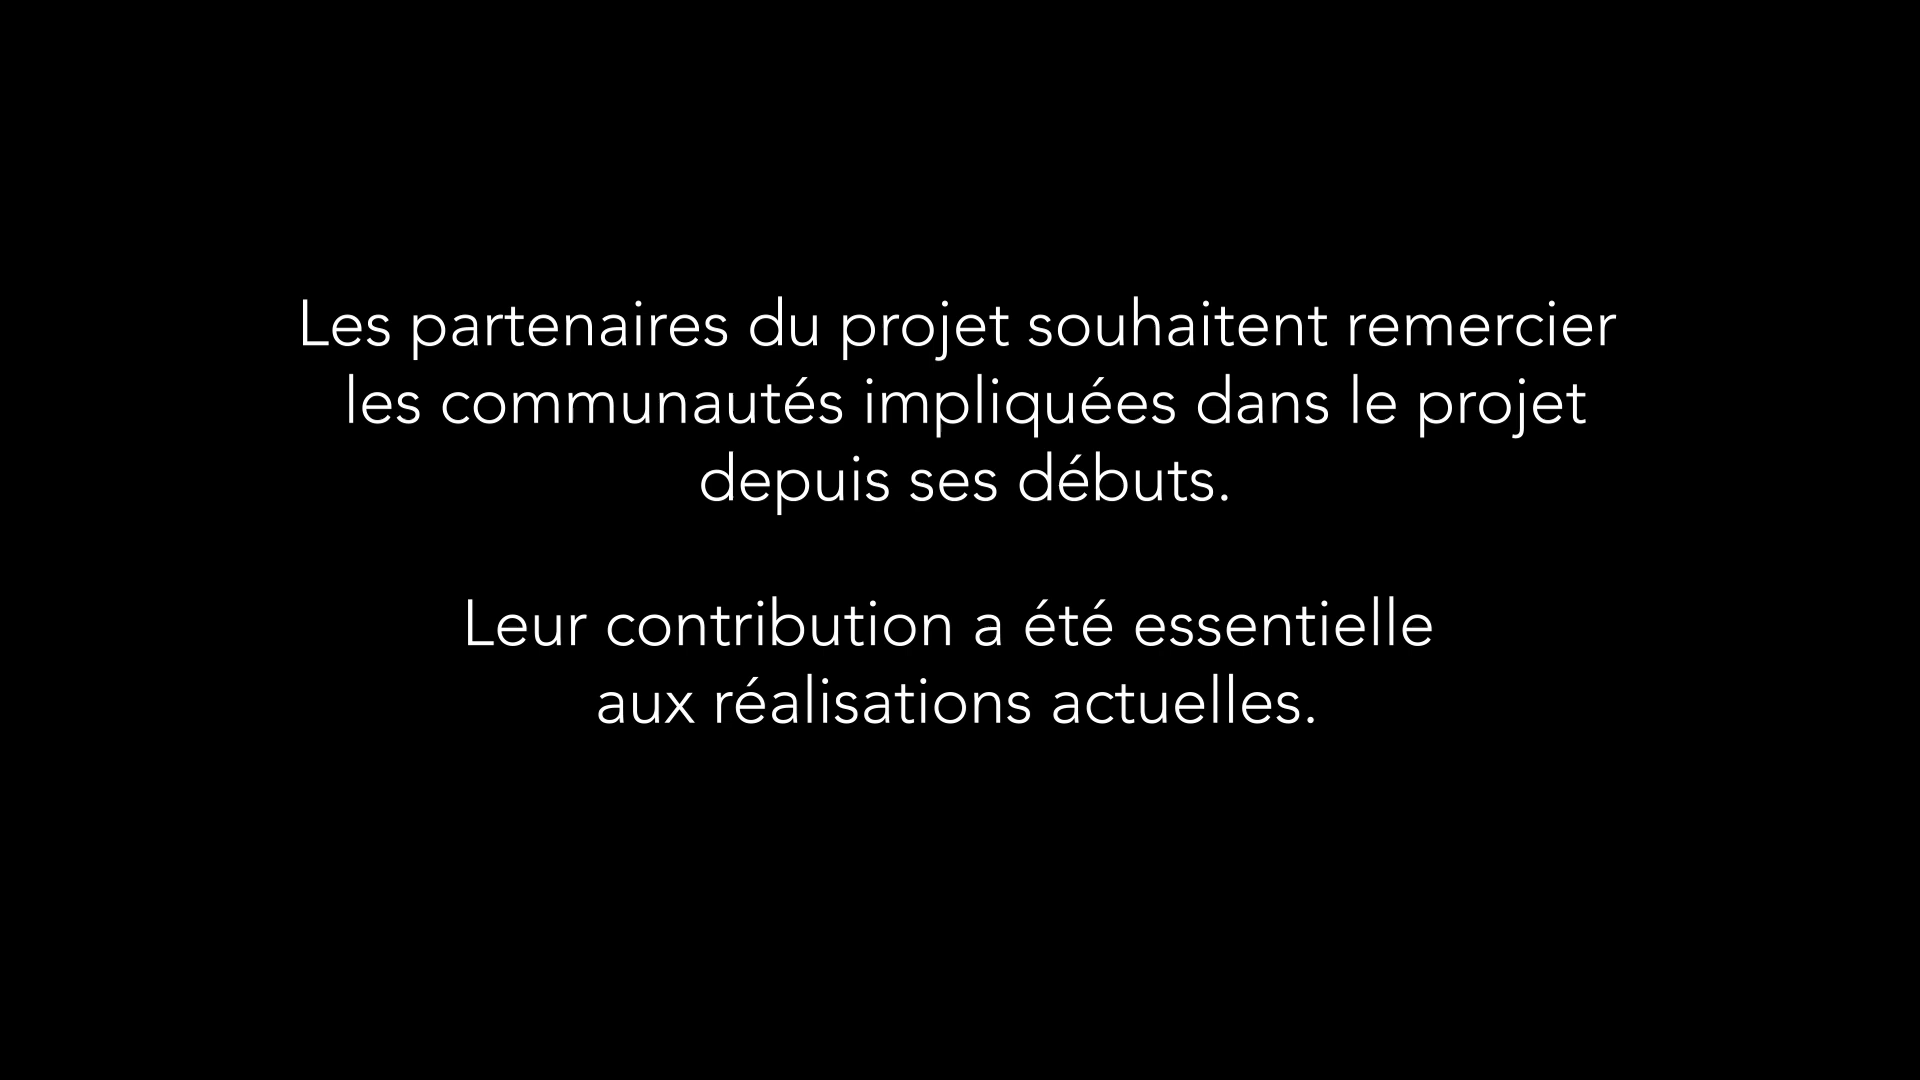 Les partenaires du projet souhaitent remercier
les communautés impliquées dans le projet
depuis ses débuts.
Leur contribution a été essentielle
aux réalisations actuelles.